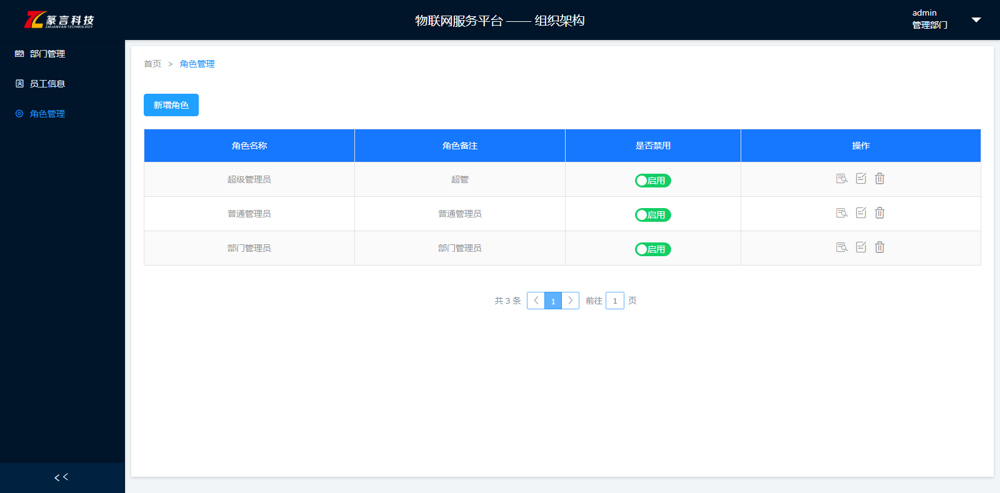 篆言科技
ZHUANYAN TECHNOLOGY
物联网服务平台 —— 组织架构
admin
管理部门
部门管理
员工信息
角色管理
首页 > 角色管理
新增角色
角色名称 角色备注 是否禁用 操作
超级管理员 超管 启用
普通管理员 普通管理员 启用
部门管理员 部门管理员 启用
共 3 条 < 1 > 前往 1 页
<<